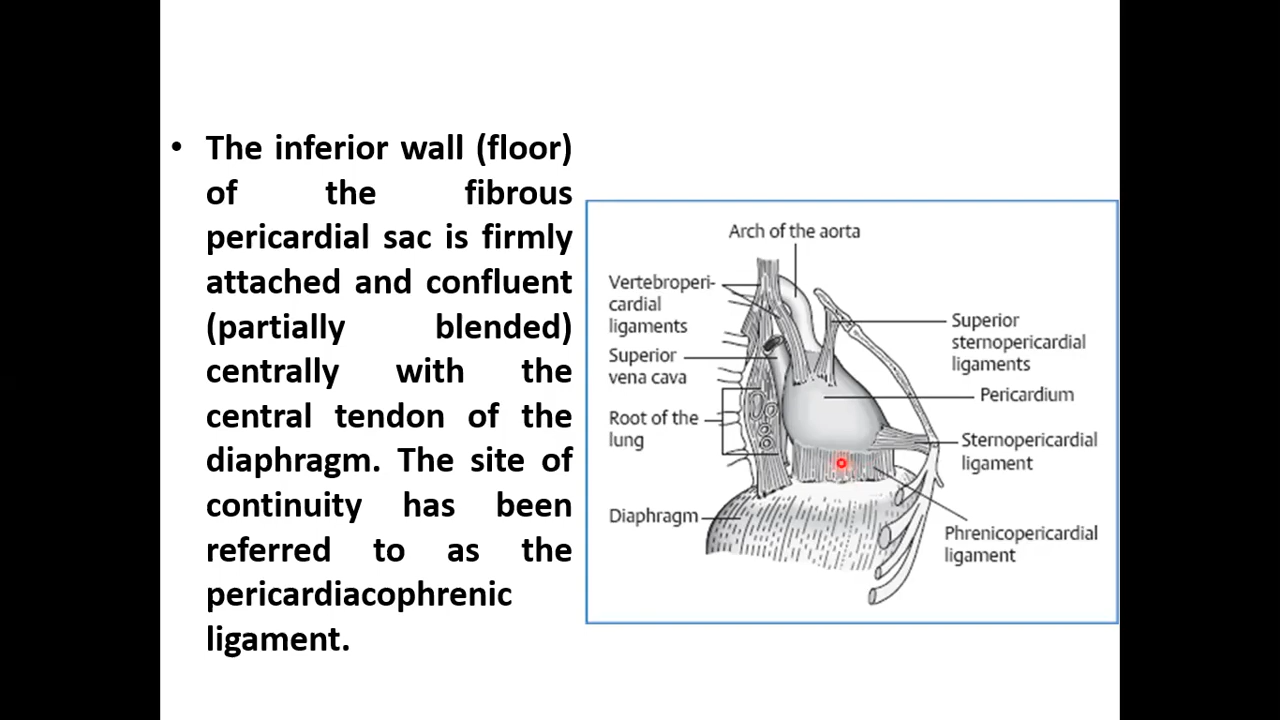 • The inferior wall (floor)
of the fibrous
pericardial sac is firmly
attached and confluent
(partially blended)
centrally with the
central tendon of the
diaphragm. The site of
continuity has been
referred to as the
pericardiacophrenic
ligament.
Arch of the aorta
Vertebroperi-
cardial
ligaments
Superior
vena cava
Root of the
lung
Diaphragm
Superior
sternopericardial
ligaments
Pericardium
Sternopericardial
ligament
Phrenicopericardial
ligament